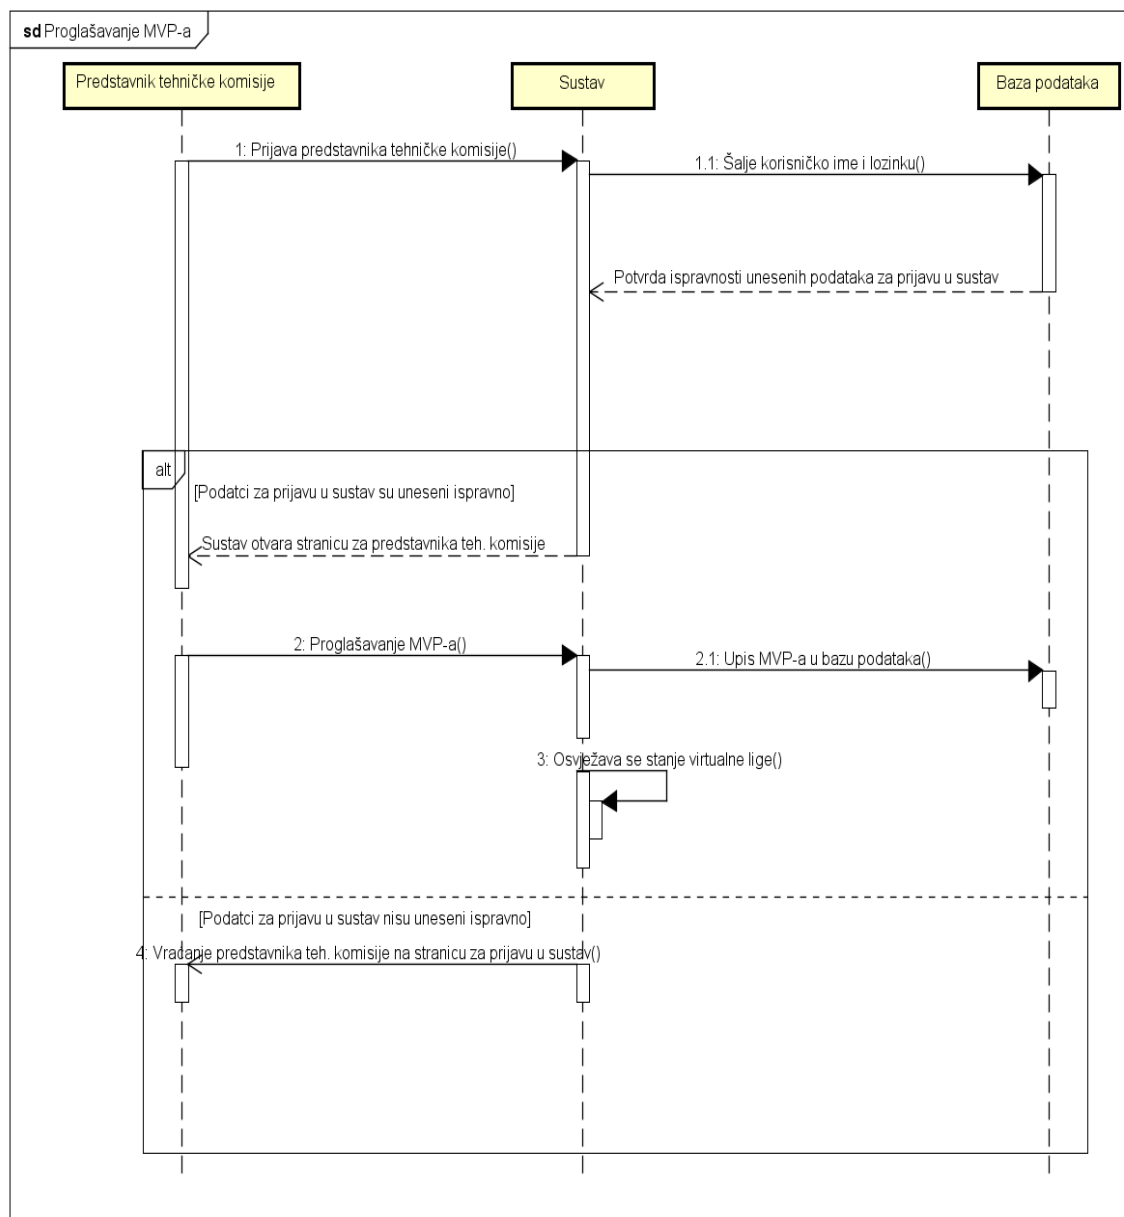 sd Proglašavanje MVP-a
Predstavnik tehničke komisije
Sustav
Baza podataka
1: Prijava predstavnika tehničke komisije()
1.1: Šalje korisničko ime i lozinku()
Potvrda ispravnosti unesenih podataka za prijavu u sustav
alt
[Podatci za prijavu u sustav su uneseni ispravno]
Sustav otvara stranicu za predstavnika teh. komisije
2: Proglašavanje MVP-a()
2.1: Upis MVP-a u bazu podataka()
3: Osvježava se stanje virtualne lige()
[Podatci za prijavu u sustav nisu uneseni ispravno]
4: Vraćanje predstavnika teh. komisije na stranicu za prijavu u sustav()